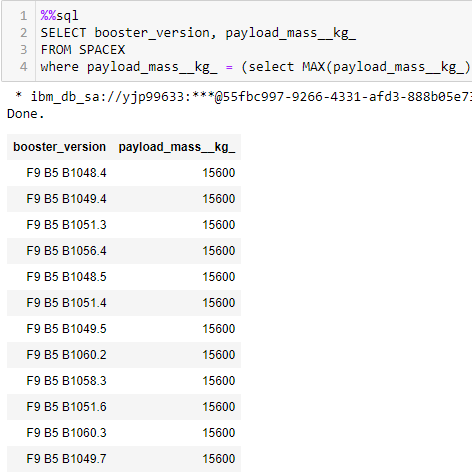 1 %%sql
2 SELECT booster_version, payload_mass__kg_
3 FROM SPACEX
4 where payload_mass__kg_ = (select MAX(payload_mass__kg_)
* ibm_db_sa://yjp99633:***@55fbc997-9266-4331-afd3-888b05e73
Done.
booster_version payload_mass__kg_
F9 B5 B1048.4 15600
F9 B5 B1049.4 15600
F9 B5 B1051.3 15600
F9 B5 B1056.4 15600
F9 B5 B1048.5 15600
F9 B5 B1051.4 15600
F9 B5 B1049.5 15600
F9 B5 B1060.2 15600
F9 B5 B1058.3 15600
F9 B5 B1051.6 15600
F9 B5 B1060.3 15600
F9 B5 B1049.7 15600